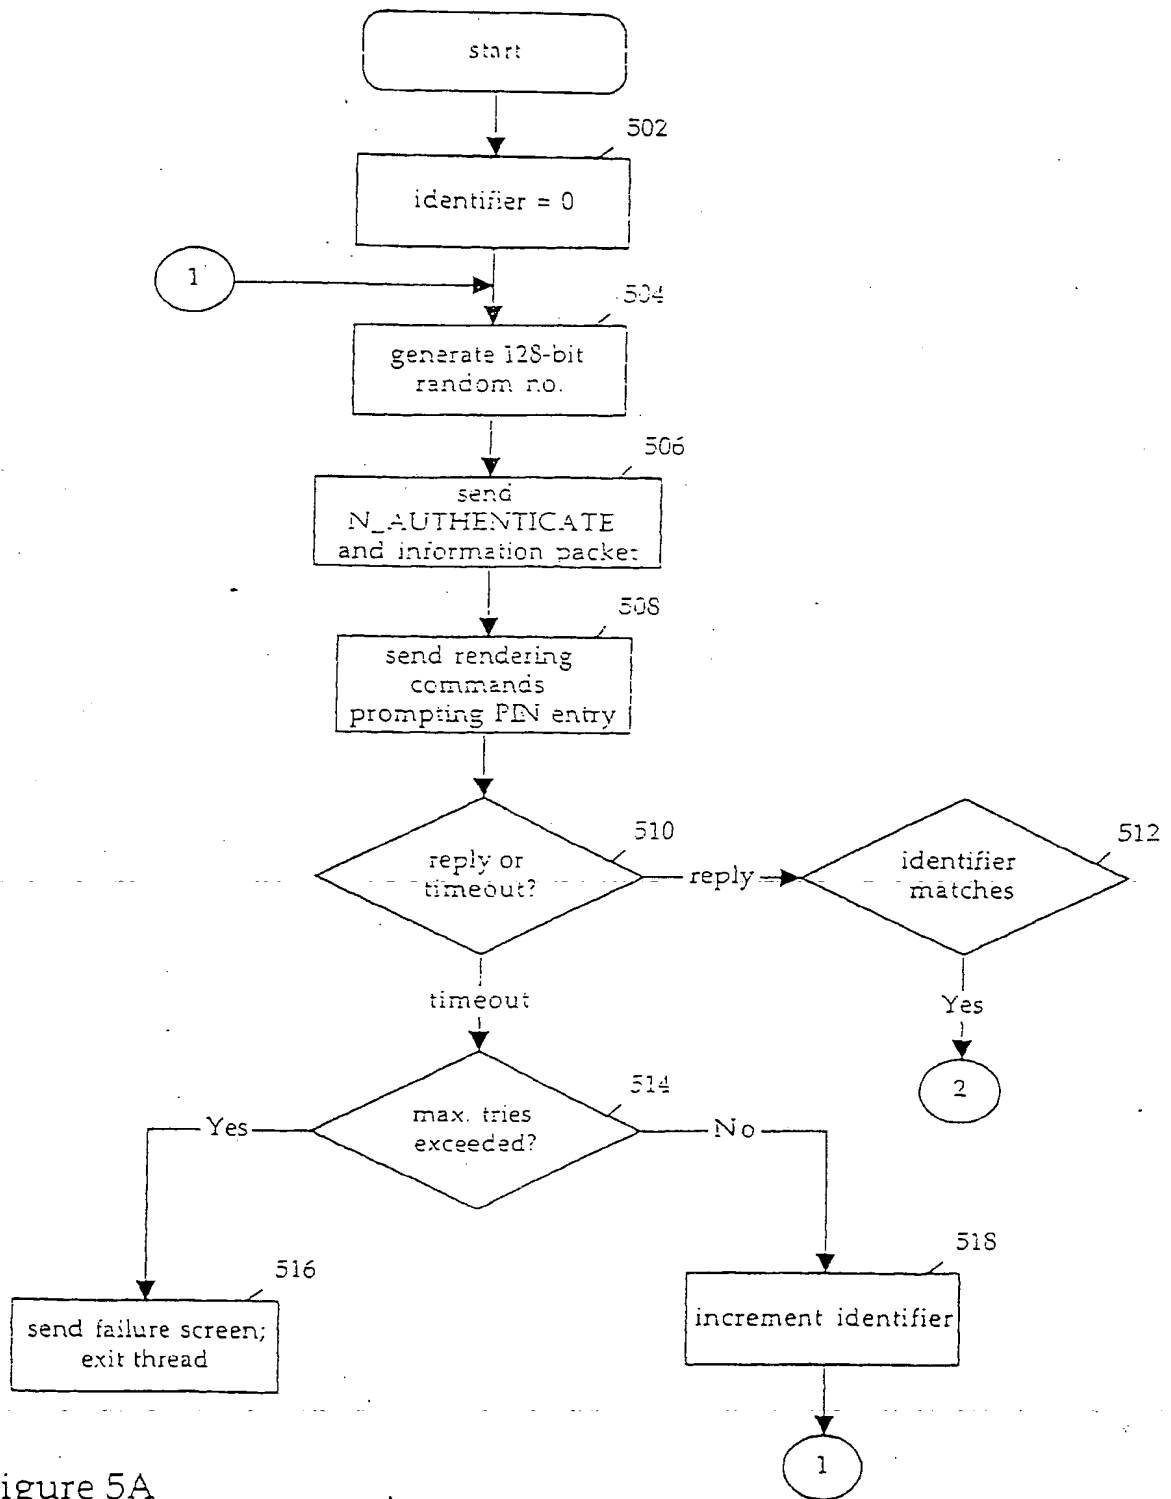 start
502
identifier = 0
1
504
generate 128-bit
random no.
506
send
N_AUTHENTICATE
and information packet
508
send rendering
commands
prompting PIN entry
510
reply or
timeout?
reply
512
identifier
matches
timeout
Yes
2
514
max. tries
exceeded?
Yes
No
516
send failure screen;
exit thread
518
increment identifier
1
igure 5A